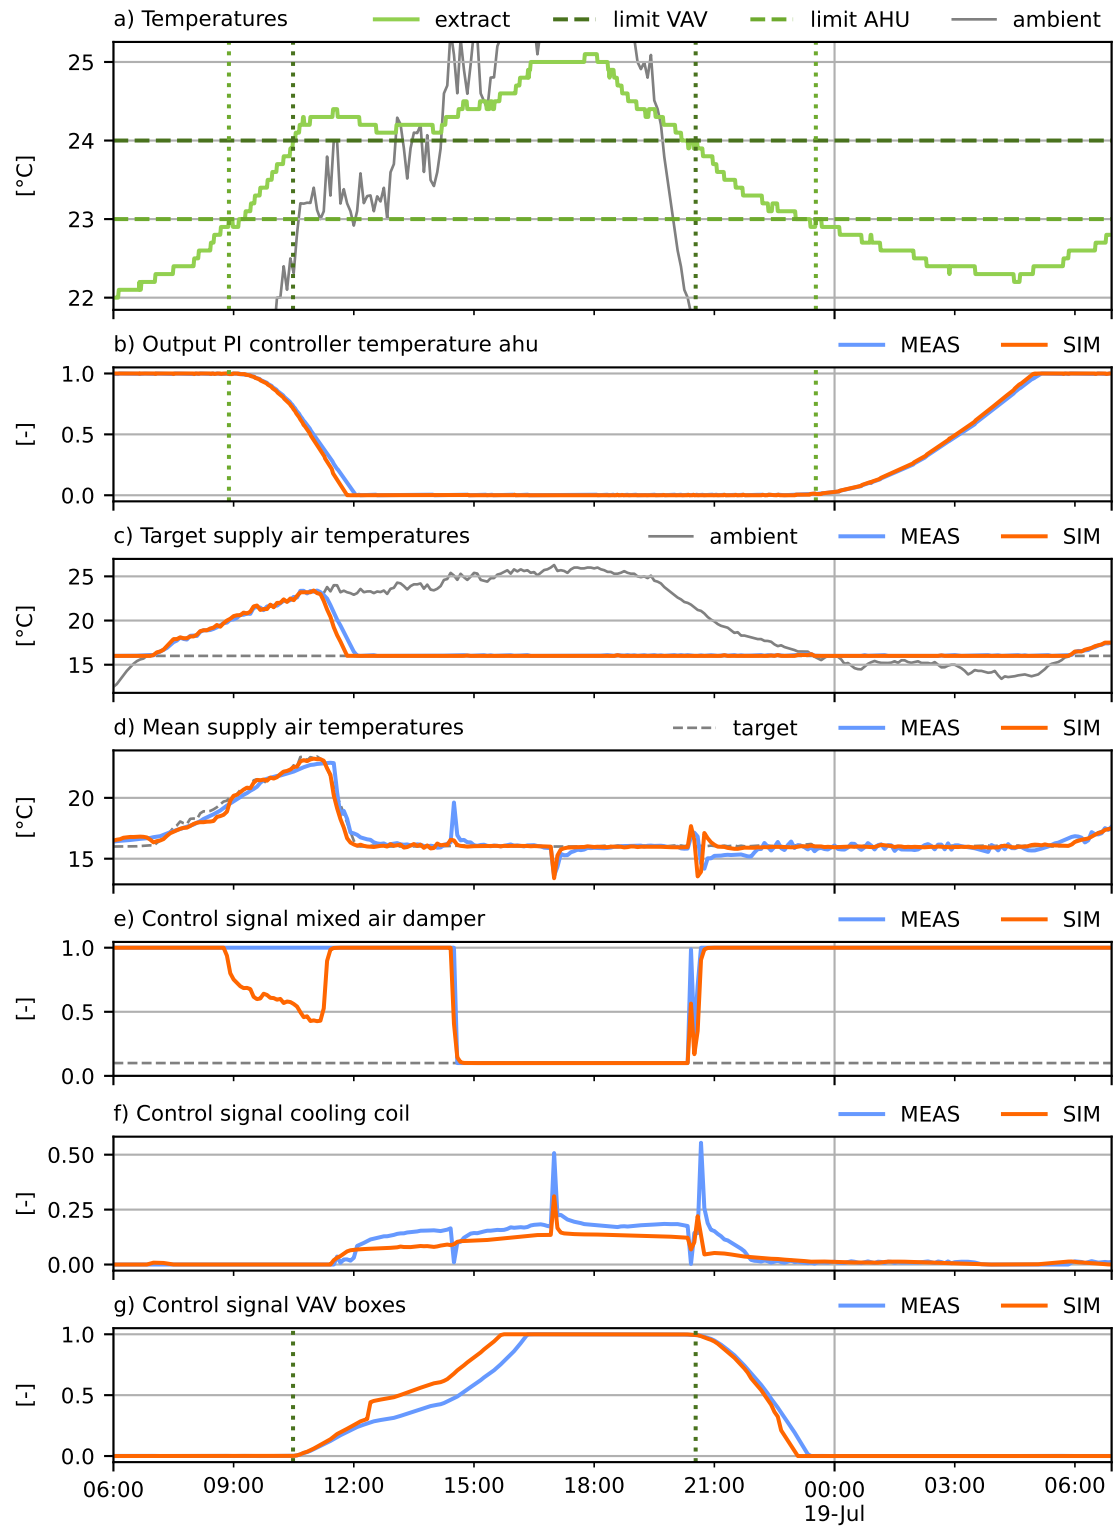 a) Temperatures extract limit VAV limit AHU ambient
25
24
23
22
[°C]
b) Output PI controller temperature ahu MEAS SIM
1.0
0.5
0.0
[-]
c) Target supply air temperatures ambient MEAS SIM
25
20
15
[°C]
d) Mean supply air temperatures target MEAS SIM
20
15
[°C]
e) Control signal mixed air damper MEAS SIM
1.0
0.5
0.0
[-]
f) Control signal cooling coil MEAS SIM
0.50
0.25
0.00
[-]
g) Control signal VAV boxes MEAS SIM
1.0
0.5
0.0
[-]
06:00 09:00 12:00 15:00 18:00 21:00 00:00 03:00 06:00
19-Jul